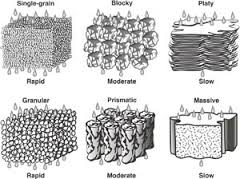 Single-grain Blocky Platy
Rapid Moderate Slow
Granular Prismatic Massive
Rapid Moderate Slow